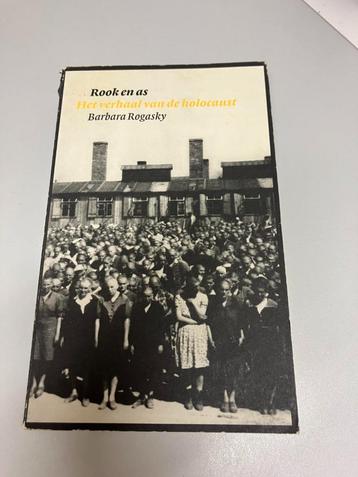 Rook en as
Het verhaal van de holocaust
Barbara Rogasky